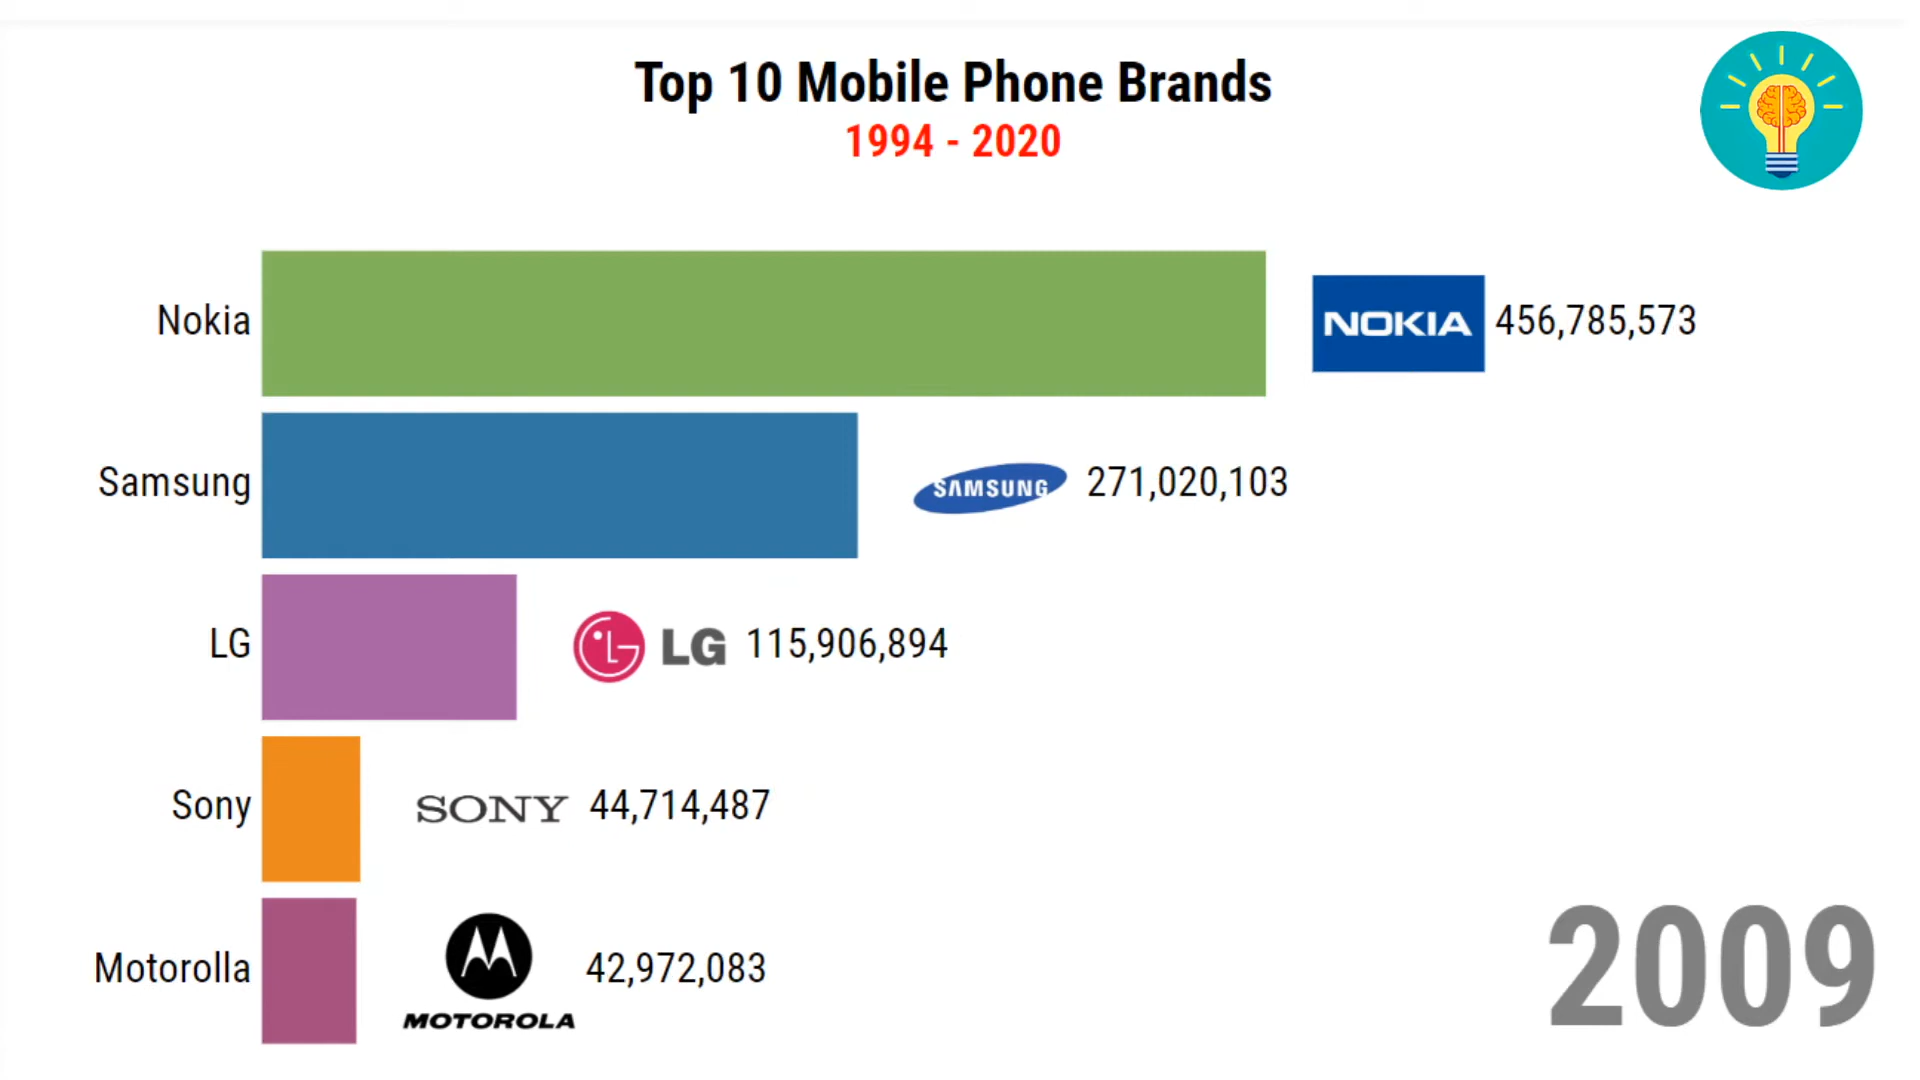 Top 10 Mobile Phone Brands
1994 - 2020
Nokia NOKIA 456,785,573
Samsung SAMSUNG 271,020,103
LG LG LG 115,906,894
Sony SONY 44,714,487
Motorolla MOTOROLA 42,972,083
2009